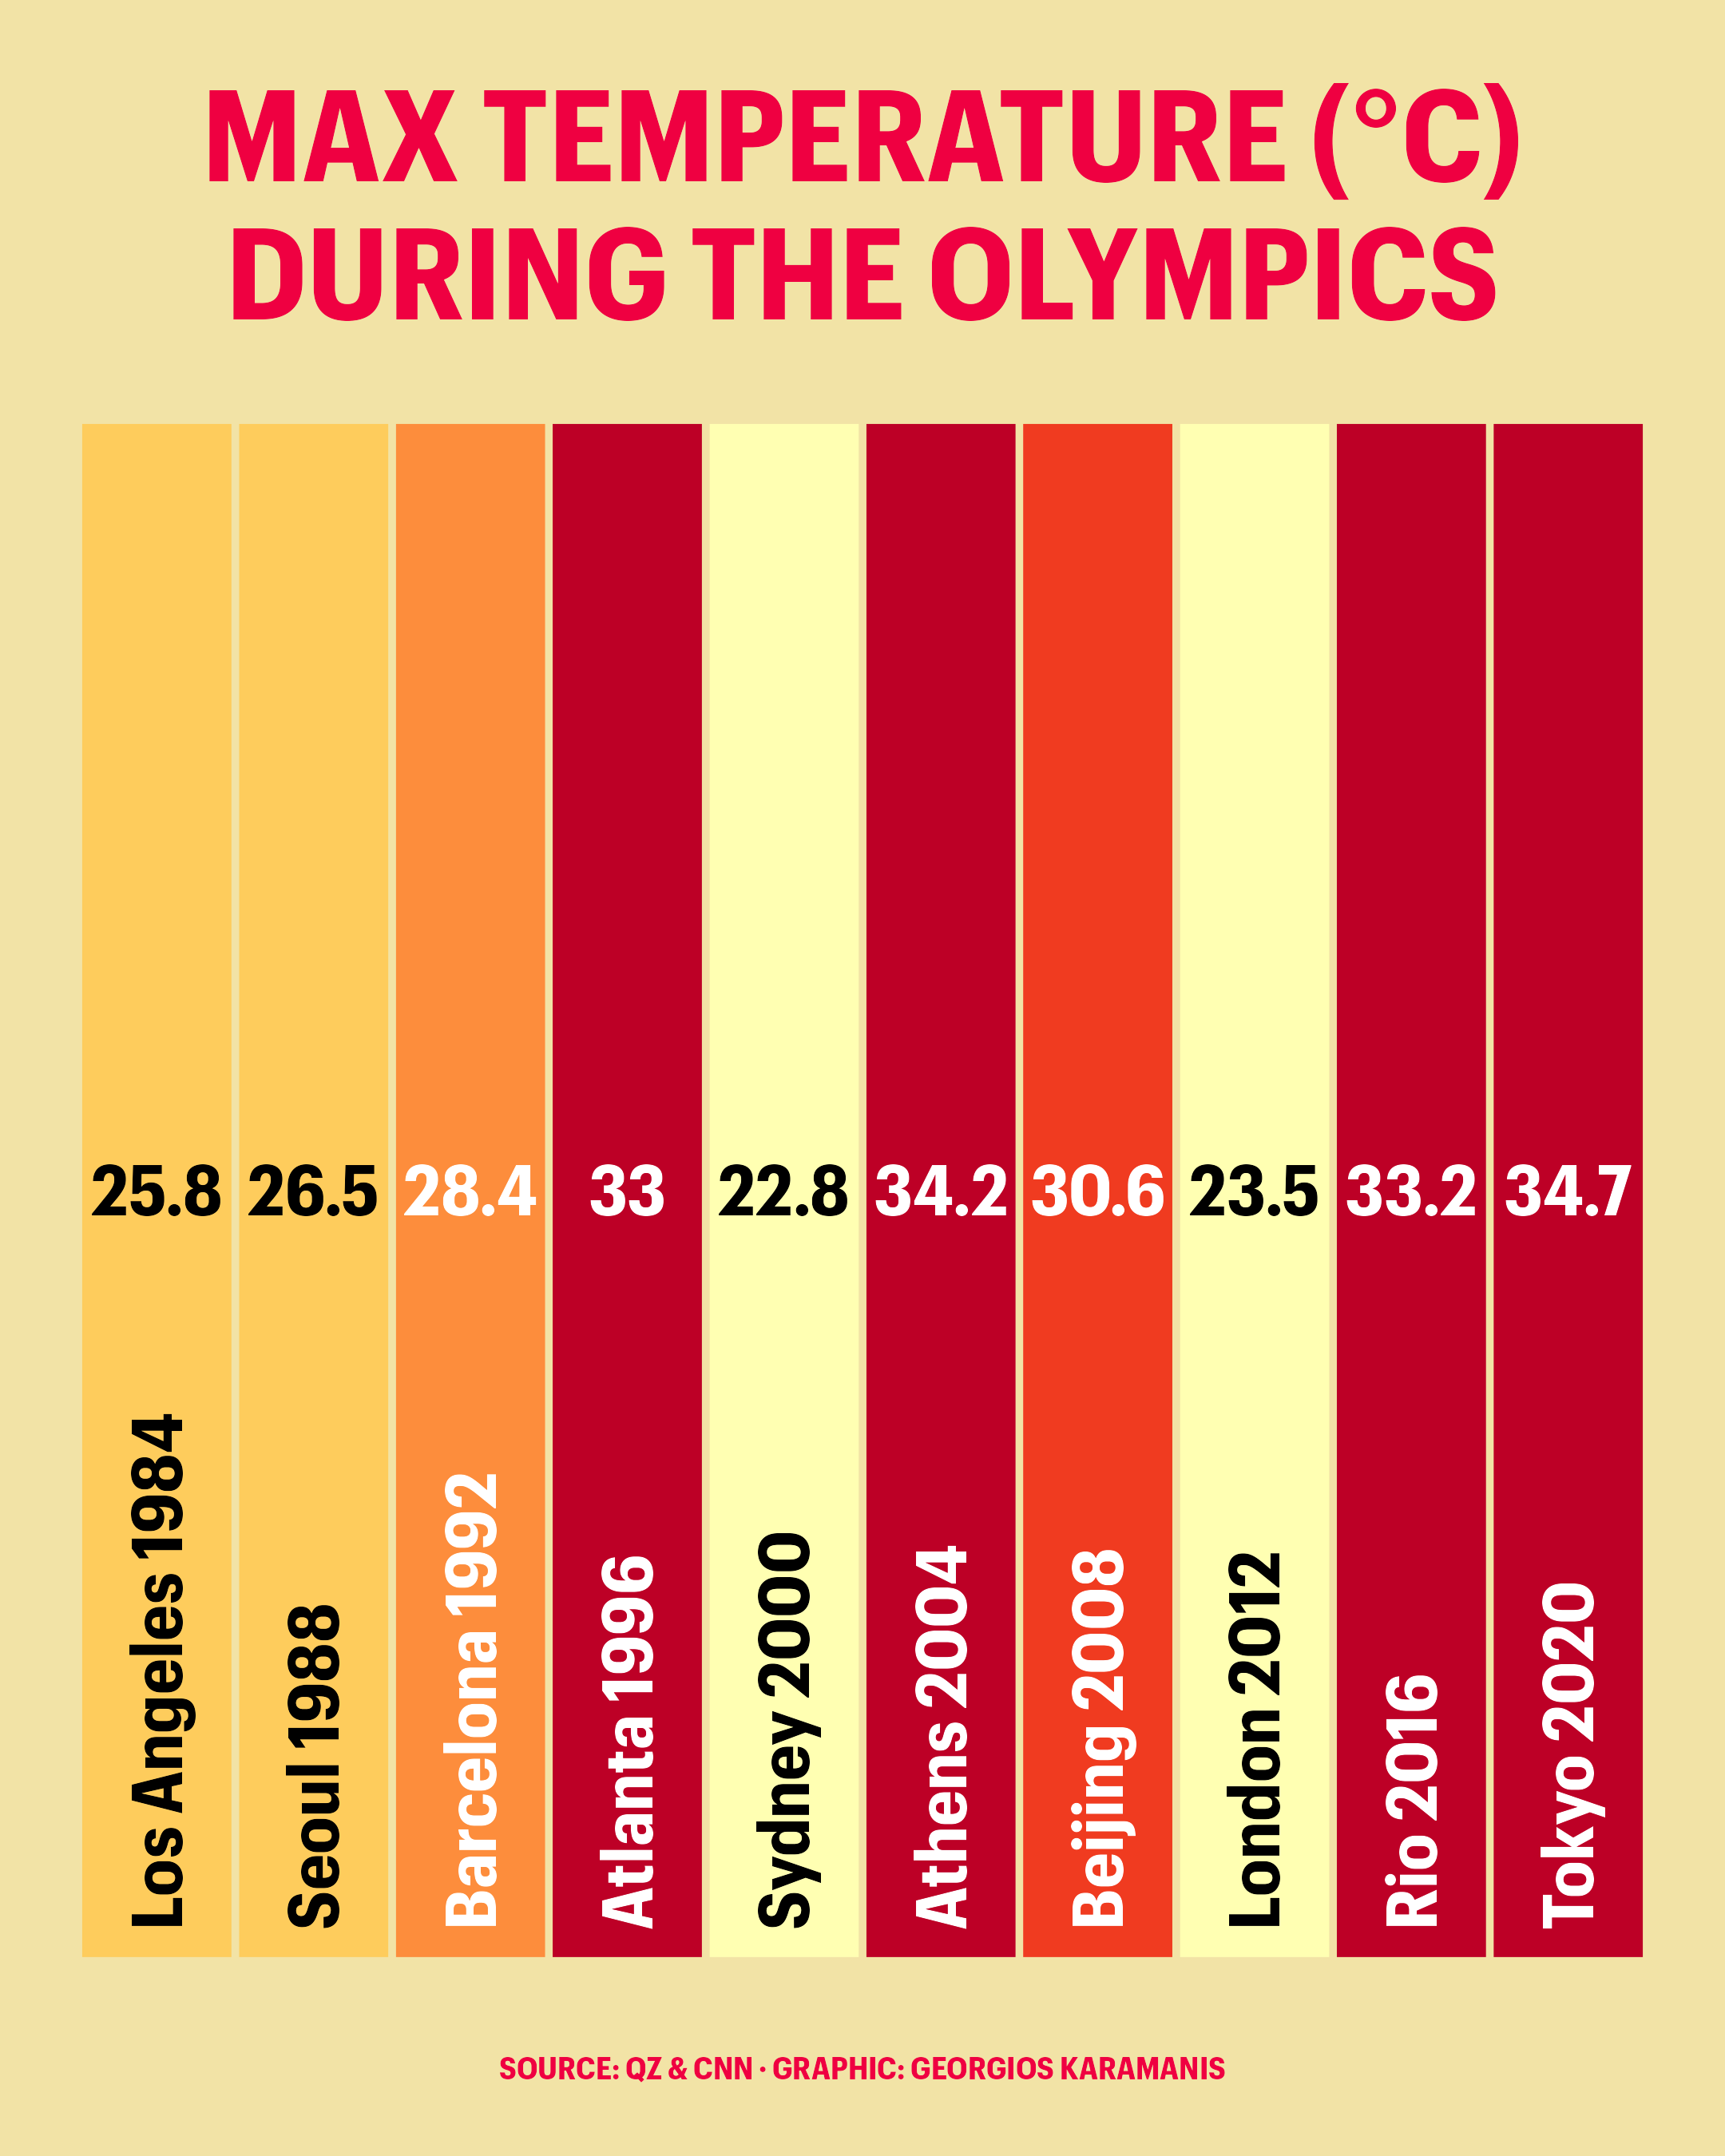 MAX TEMPERATURE (°C)
DURING THE OLYMPICS
25.8 26.5 28.4 33 22.8 34.2 30.6 23.5 33.2 34.7
Los Angeles 1984
Seoul 1988
Barcelona 1992
Atlanta 1996
Sydney 2000
Athens 2004
Beijing 2008
London 2012
Rio 2016
Tokyo 2020
SOURCE: QZ & CNN · GRAPHIC: GEORGIOS KARAMANIS